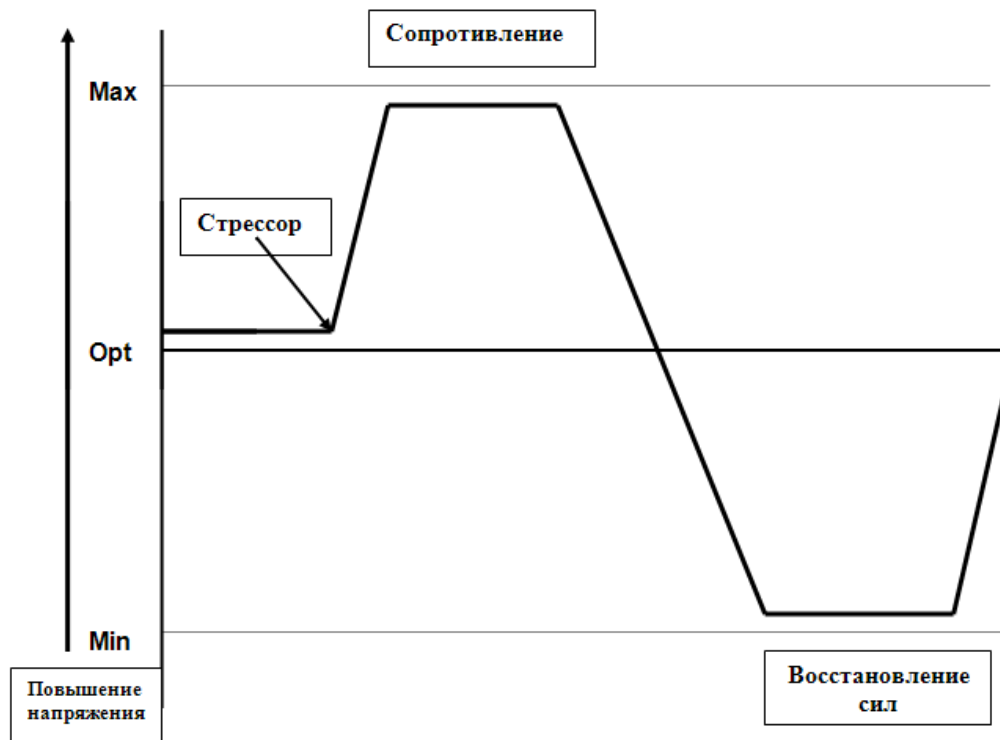 Сопротивление
Max
Стрессор
Opt
Min
Повышение
напряжения
Восстановление
сил